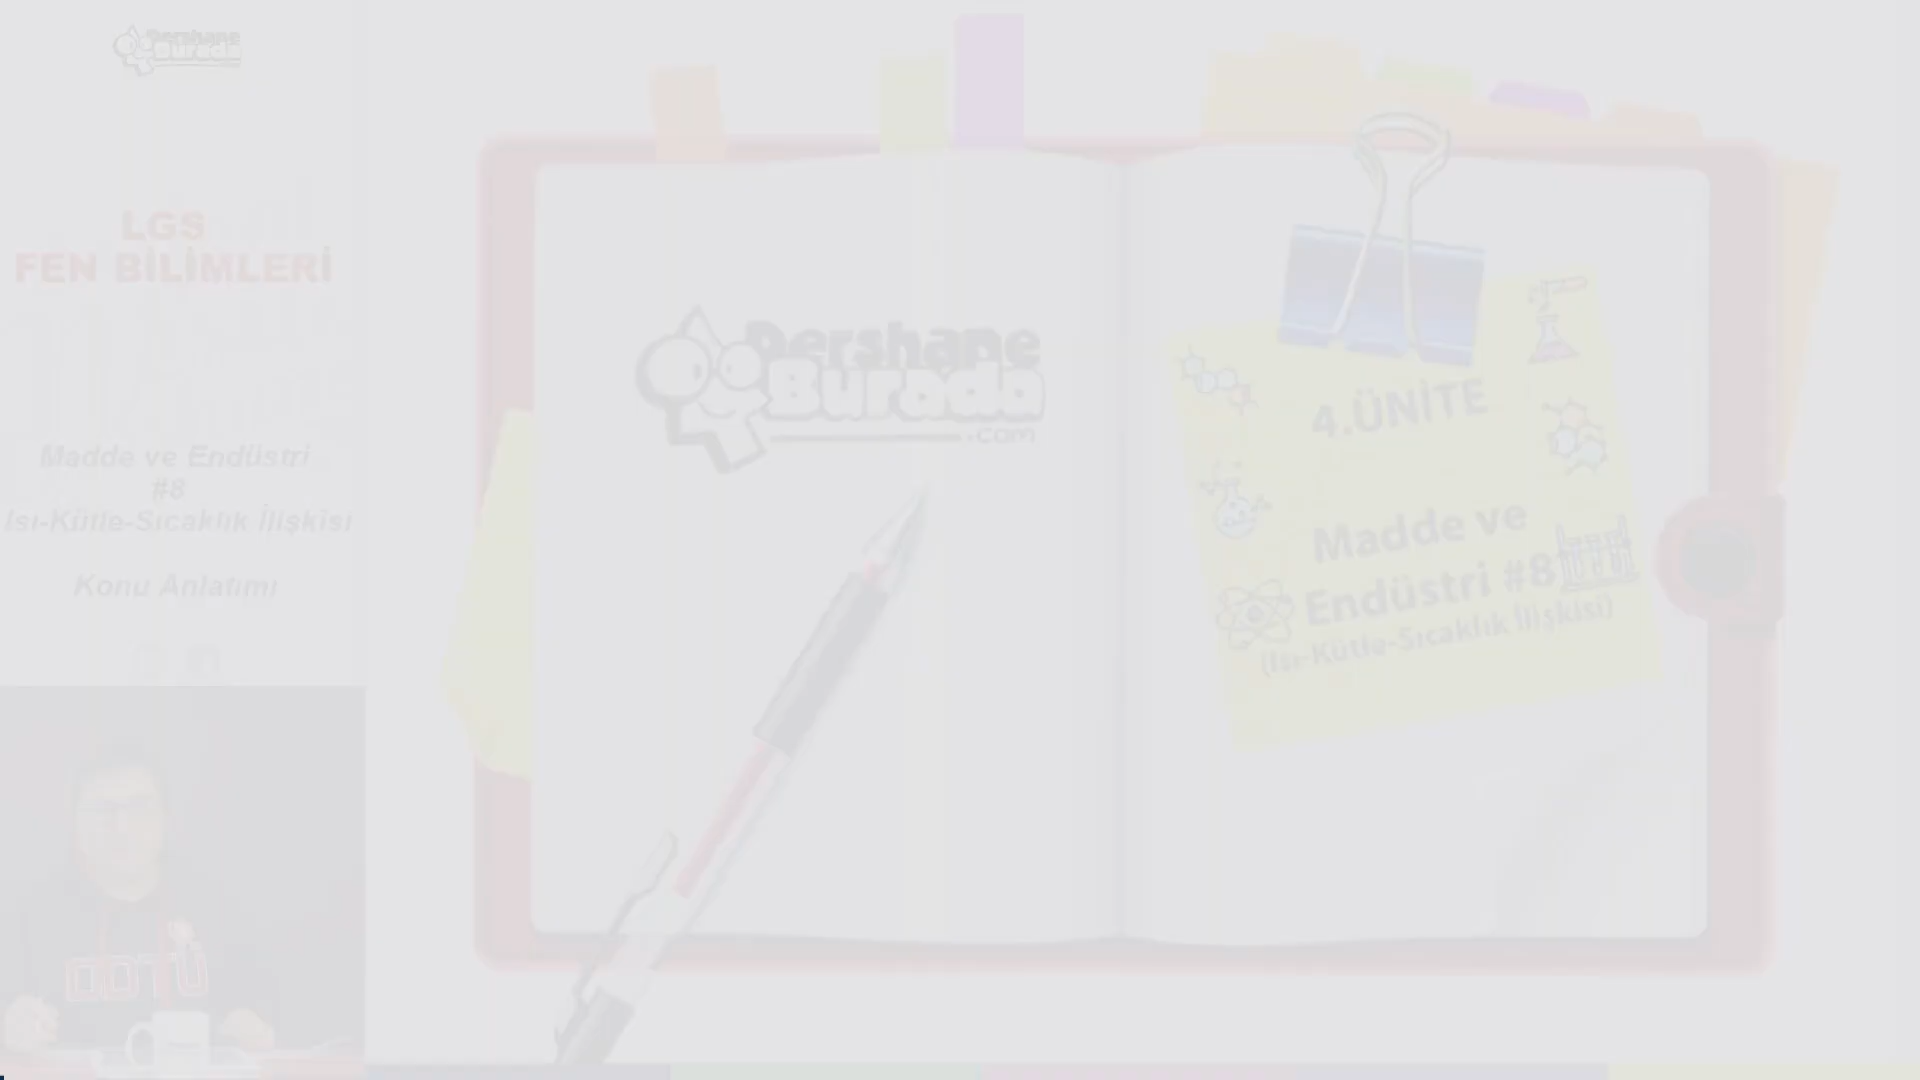 Dershane
Burada
LGS
FEN BİLİMLERİ
Madde ve Endüstri
#8
Isı-Kütle-Sıcaklık İlişkisi
Konu Anlatımı
Dershane
Burada
.com
4.ÜNİTE
Madde ve
Endüstri #8
(Isı-Kütle-Sıcaklık İlişkisi)
ODTÜ